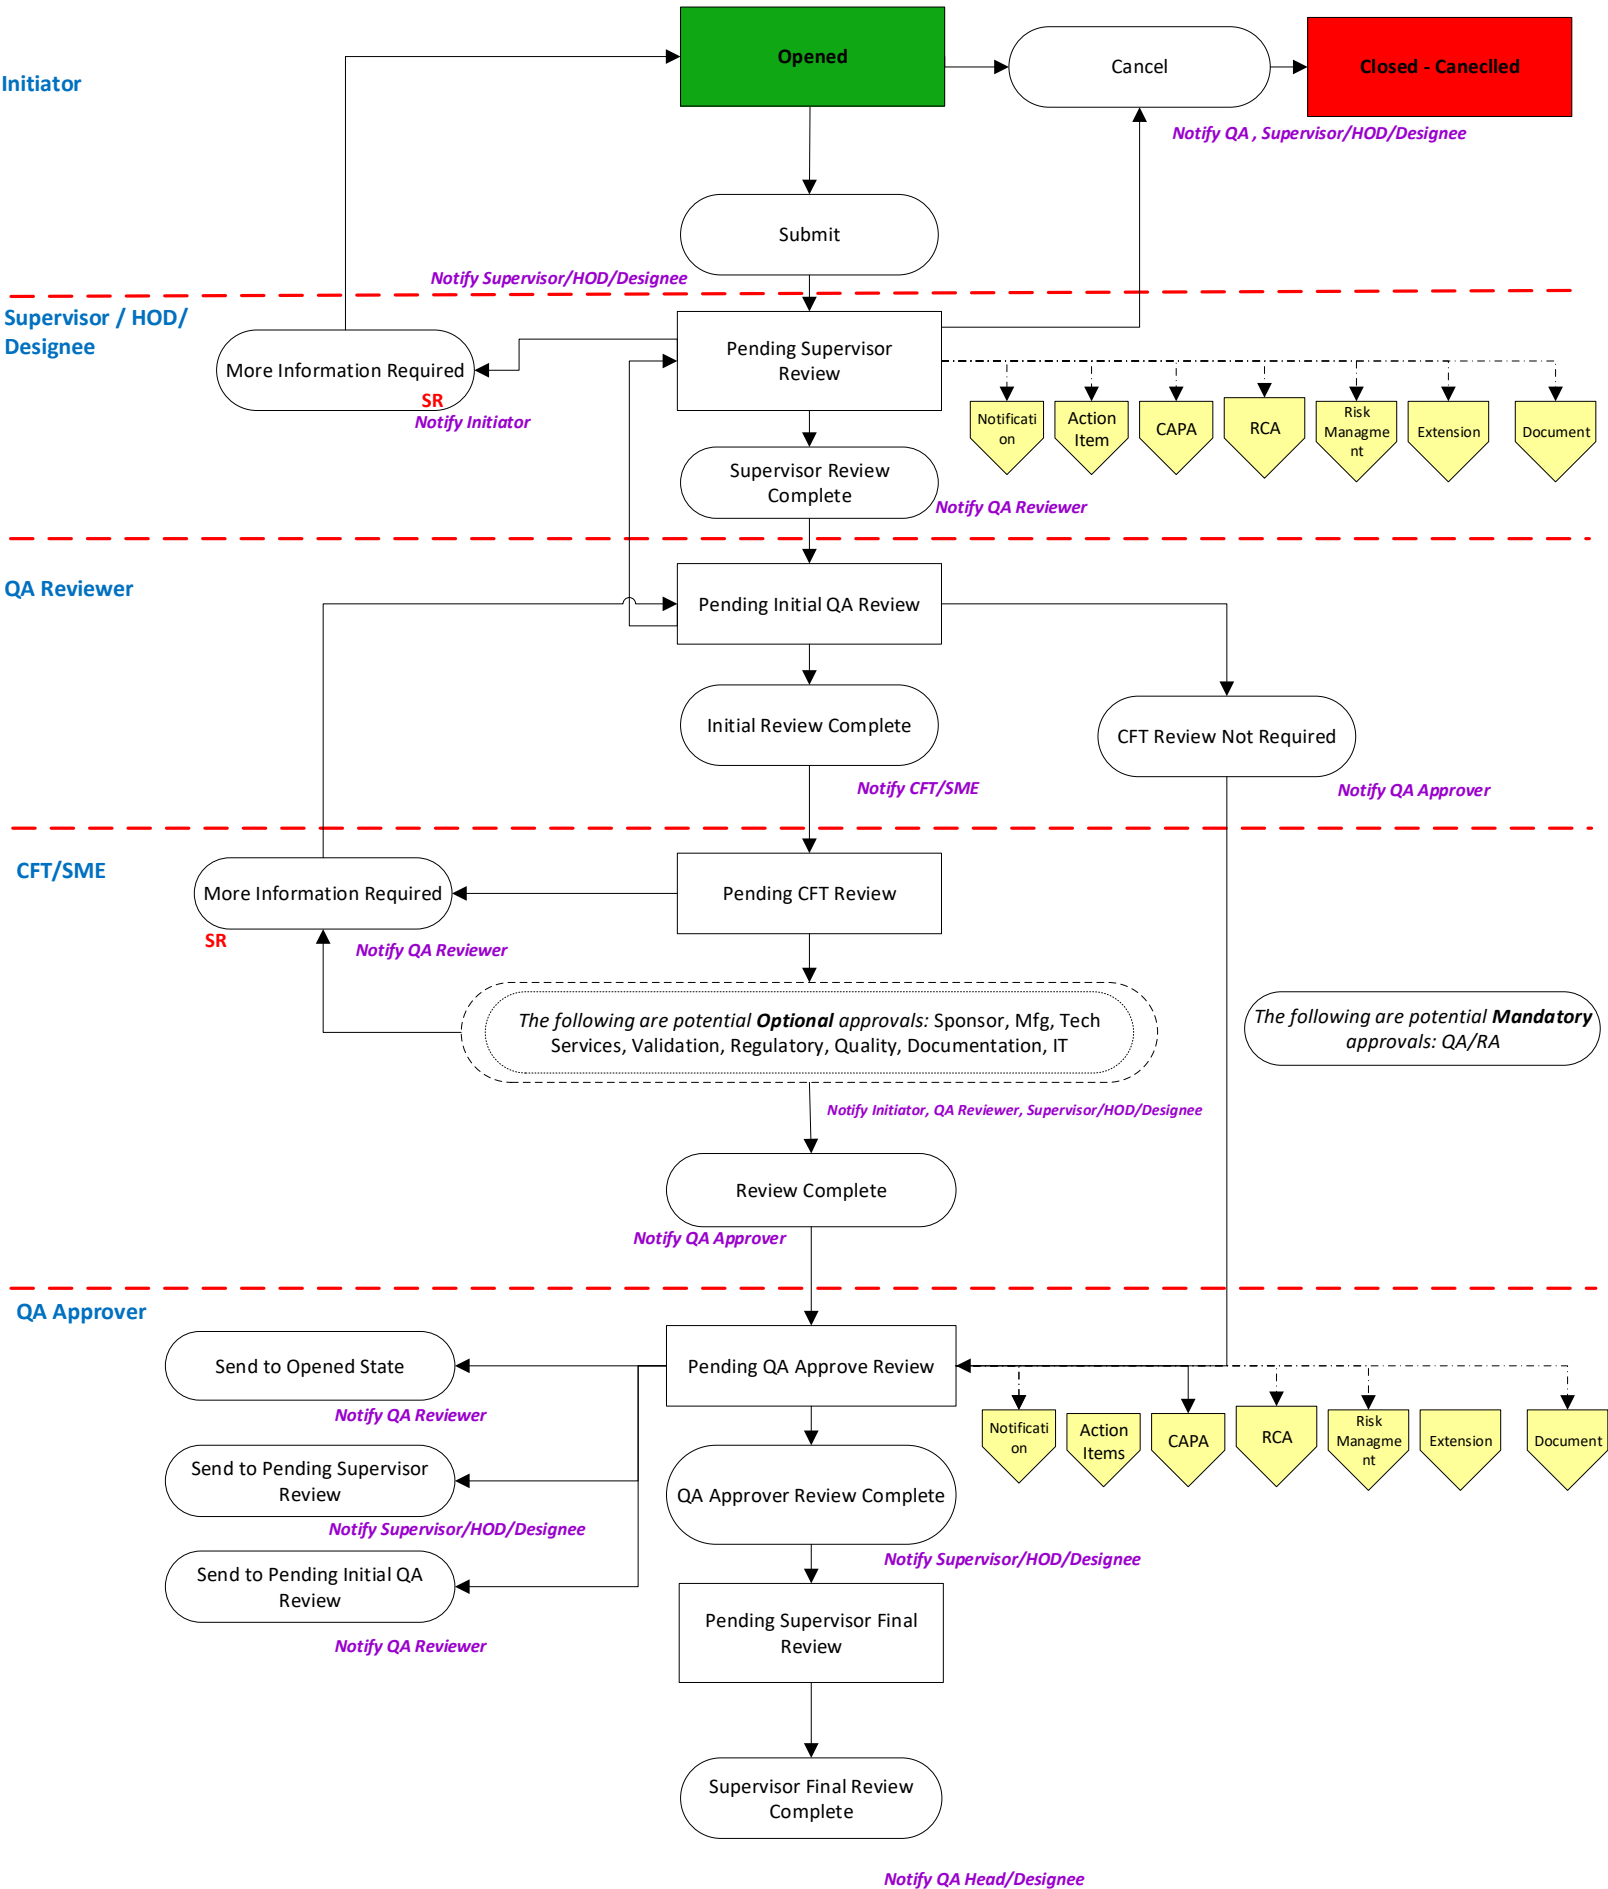 Opened
Cancel
Closed - Caneclled
Initiator
Notify QA , Supervisor/HOD/Designee
Submit
Notify Supervisor/HOD/Designee
Supervisor / HOD/
Designee
Pending Supervisor
Review
More Information Required
SR
Notify Initiator
Notificati
on
Action
Item
CAPA
RCA
Risk
Managme
nt
Extension
Document
Supervisor Review
Complete
Notify QA Reviewer
QA Reviewer
Pending Initial QA Review
Initial Review Complete
CFT Review Not Required
Notify CFT/SME
Notify QA Approver
CFT/SME
More Information Required
Pending CFT Review
SR
Notify QA Reviewer
The following are potential Optional approvals: Sponsor, Mfg, Tech
Services, Validation, Regulatory, Quality, Documentation, IT
The following are potential Mandatory
approvals: QA/RA
Notify Initiator, QA Reviewer, Supervisor/HOD/Designee
Review Complete
Notify QA Approver
QA Approver
Send to Opened State
Pending QA Approve Review
Notify QA Reviewer
Notificati
on
Action
Items
CAPA
RCA
Risk
Managme
nt
Extension
Document
Send to Pending Supervisor
Review
QA Approver Review Complete
Notify Supervisor/HOD/Designee
Notify Supervisor/HOD/Designee
Send to Pending Initial QA
Review
Notify QA Reviewer
Pending Supervisor Final
Review
Supervisor Final Review
Complete
Notify QA Head/Designee